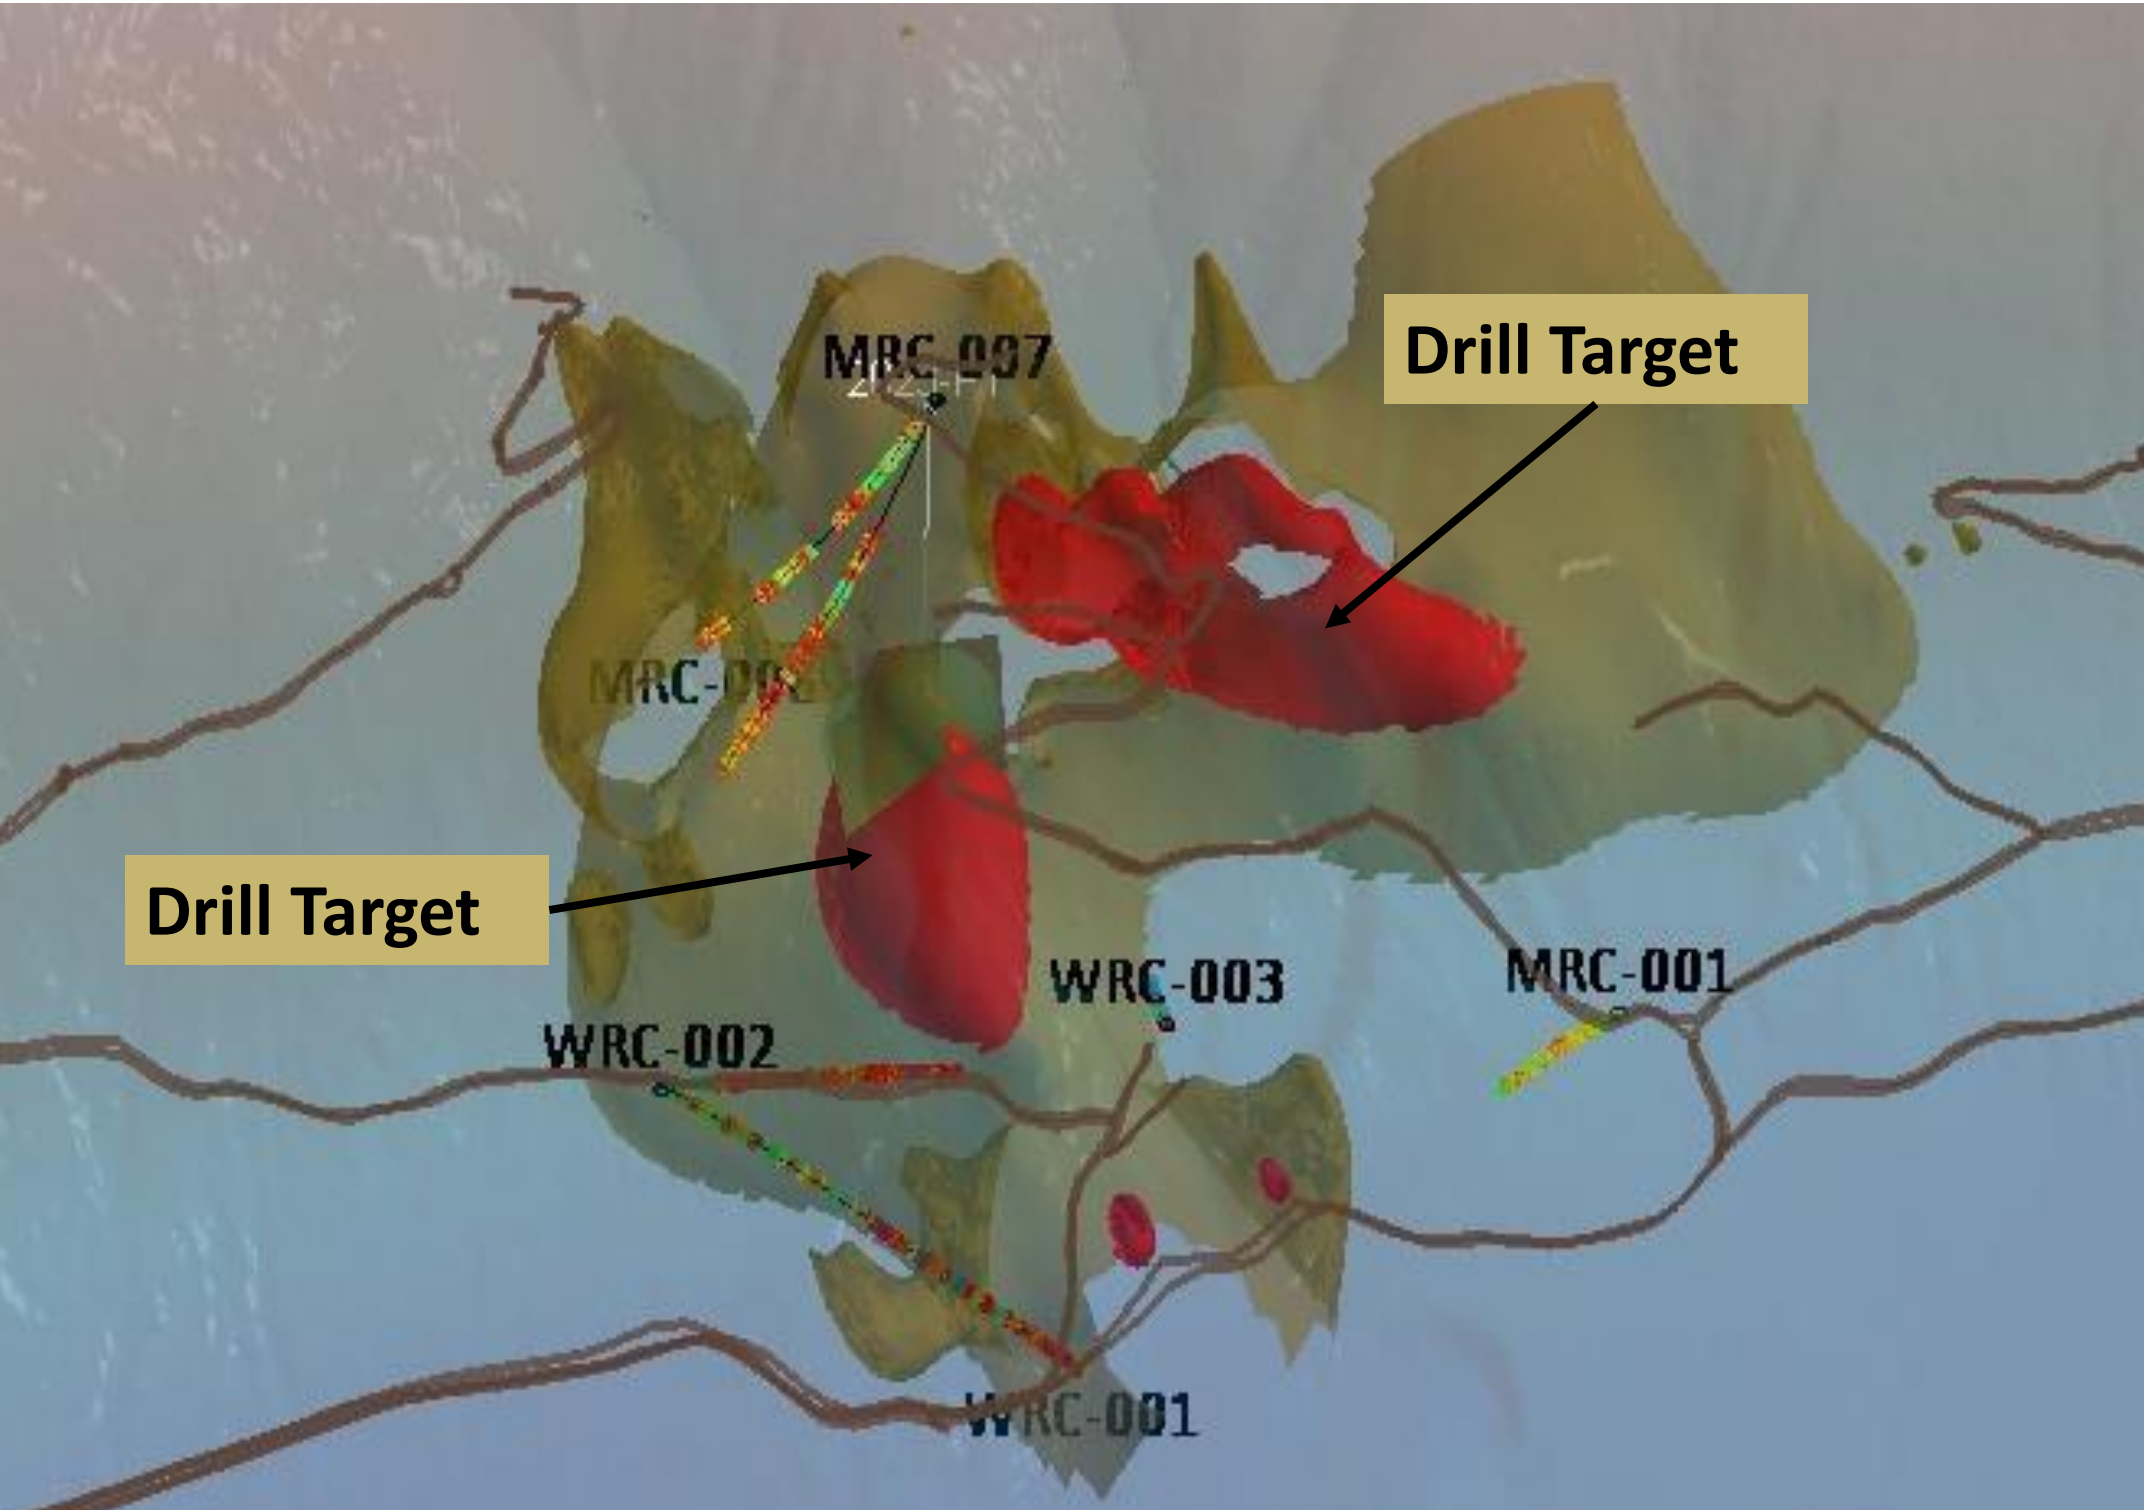 MRC-007
Drill Target
Drill Target
WRC-003
MRC-001
WRC-002
WRC-001